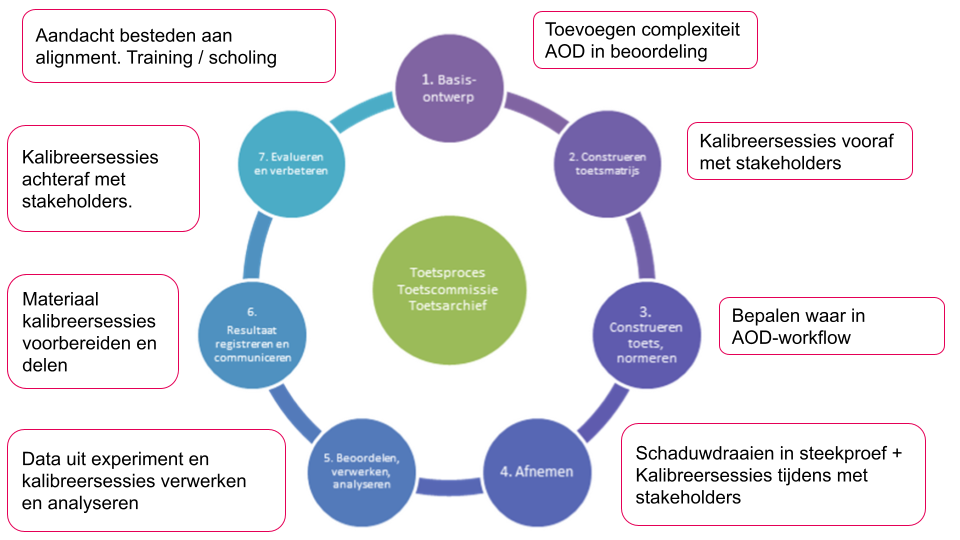 Aandacht besteden aan
alignment. Training / scholing
Toevoegen complexiteit
AOD in beoordeling
1. Basis-
ontwerp
Kalibreersessies
achteraf met
stakeholders.
7. Evalueren
en verbeteren
2. Construeren
toetsmatrijs
Kalibreersessies vooraf
met stakeholders
Toetsproces
Toetscommissie
Toetsarchief
Materiaal
kalibreersessies
voorbereiden en
delen
6.
Resultaat
registreren en
communiceren
3.
Construeren
toets,
normeren
Bepalen waar in
AOD-workflow
Data uit experiment en
kalibreersessies verwerken
en analyseren
5. Beoordelen,
verwerken,
analyseren
4. Afnemen
Schaduwdraaien in steekproef +
Kalibreersessies tijdens met
stakeholders